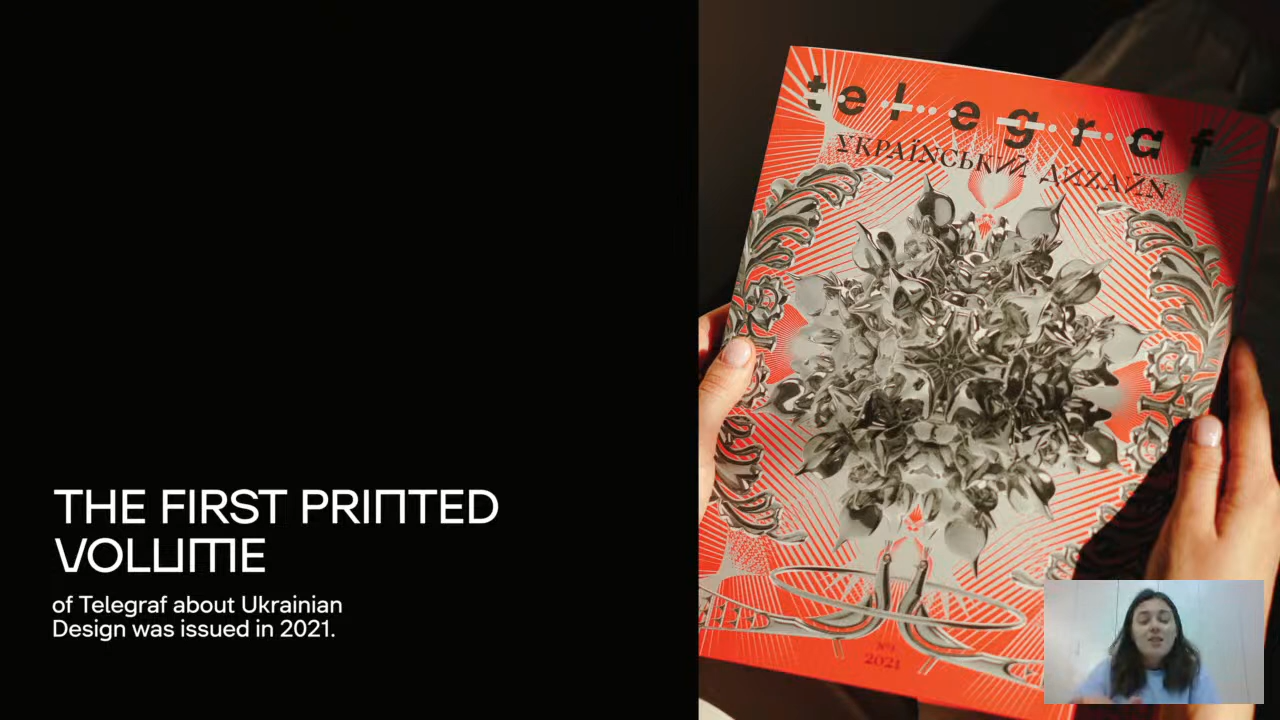 THE FIRST PRINTED
VOLUME
of Telegraf about Ukrainian
Design was issued in 2021.
telegraf
УКРАЇНСЬКИЙ ДИЗАЙН
№1
2021